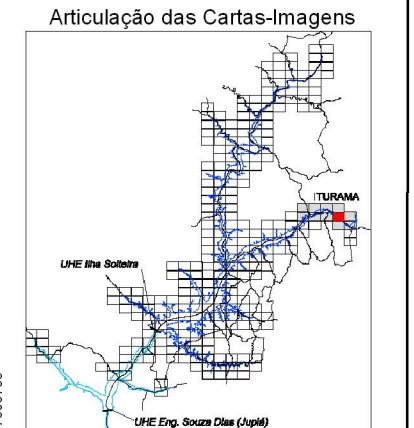 Articulação das Cartas-Imagens
ITURAMA
UHE Ilha Solteira
UHE Eng. Souza Dias (Jupiá)